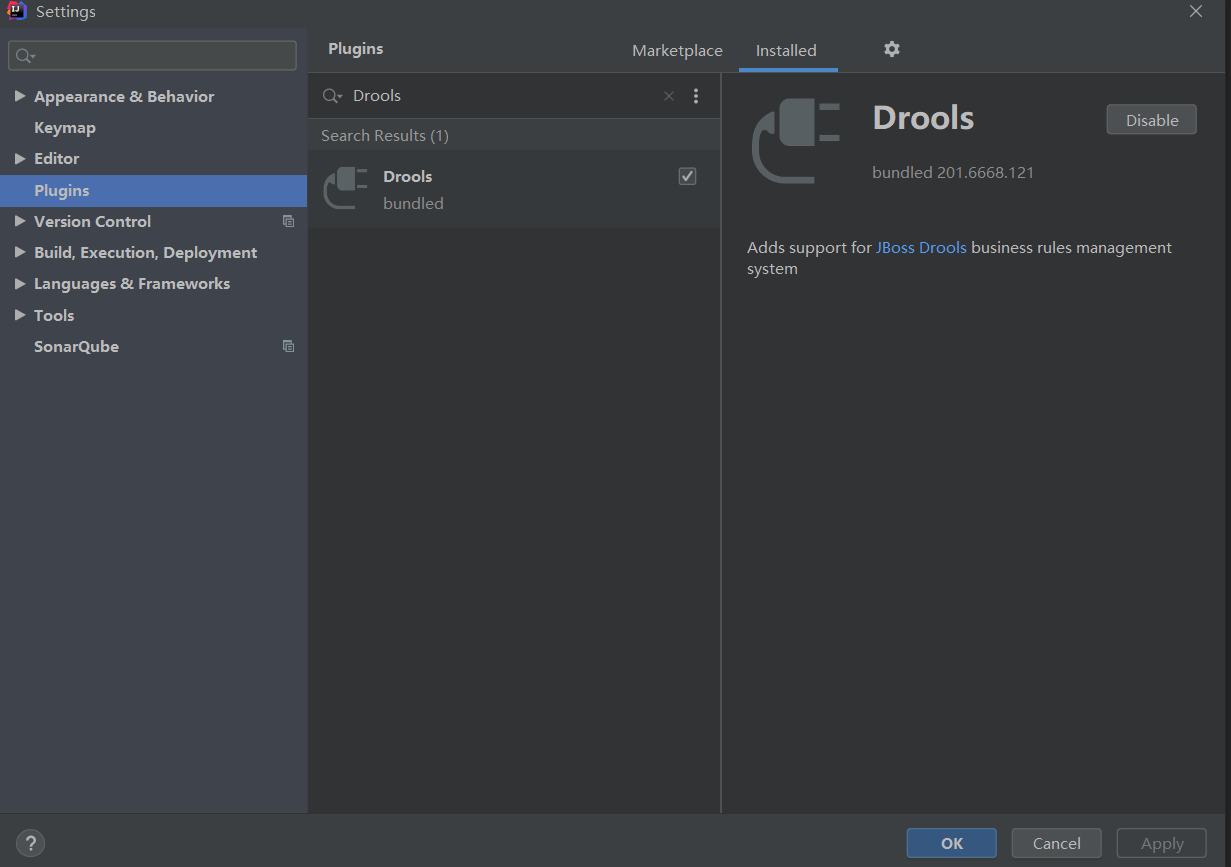 Settings
Plugins
Marketplace
Installed
Appearance & Behavior
Keymap
Editor
Plugins
Version Control
Build, Execution, Deployment
Languages & Frameworks
Tools
SonarQube
Drools
Search Results (1)
Drools
bundled
Drools
Disable
bundled 201.6668.121
Adds support for JBoss Drools business rules management
system
?
OK
Cancel
Apply